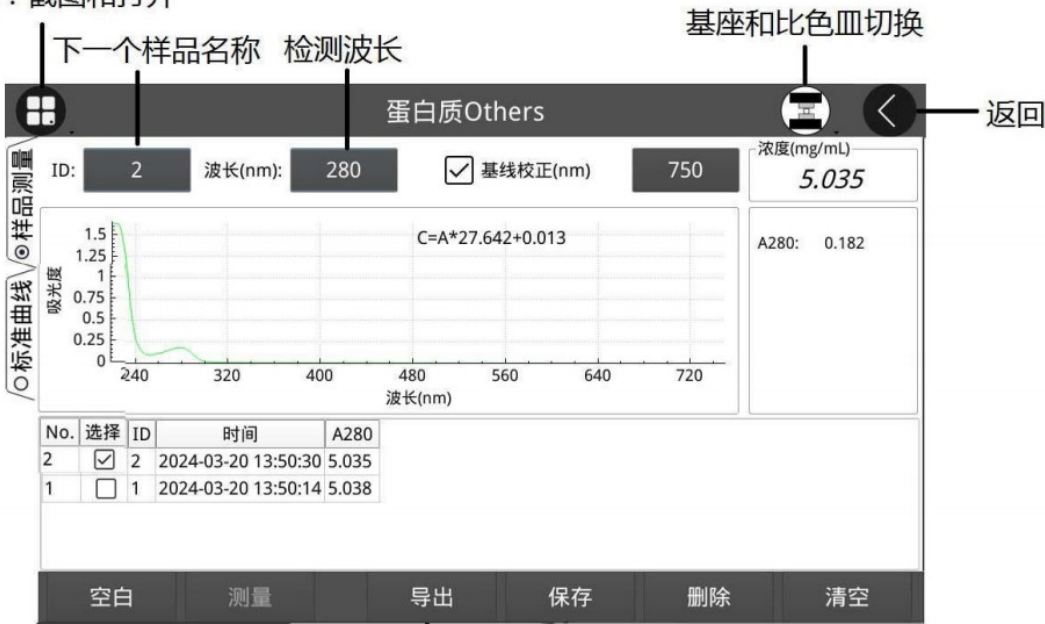 ：截图和打开
基座和比色皿切换
下一个样品名称 检测波长
蛋白质Others
返回
样品测量
标准曲线
ID: 2 波长(nm): 280 基线校正(nm) 750
浓度(mg/mL)
5.035
C=A*27.642+0.013
A280: 0.182
吸光度
1.5
1.25
1
0.75
0.5
0.25
0
240 320 400 480 560 640 720
波长(nm)
No. 选择 ID 时间 A280
2 2 2024-03-20 13:50:30 5.035
1 1 2024-03-20 13:50:14 5.038
空白 测量 导出 保存 删除 清空